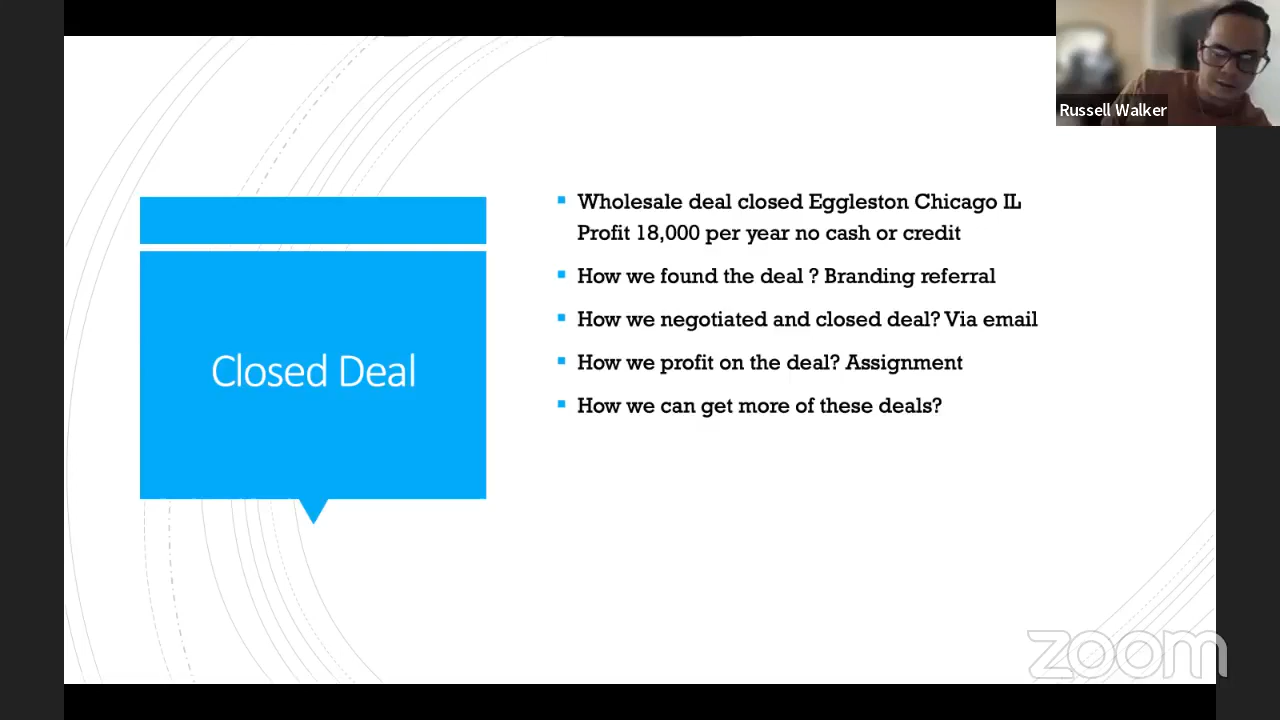 Russell Walker
Closed Deal
Wholesale deal closed Eggleston Chicago IL
Profit 18,000 per year no cash or credit
How we found the deal ? Branding referral
How we negotiated and closed deal? Via email
How we profit on the deal? Assignment
How we can get more of these deals?
zoom